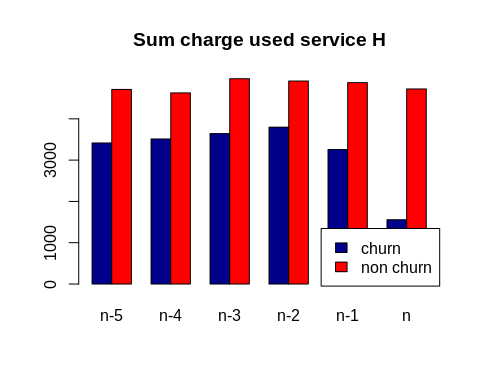 Sum charge used service H
3000
1000
0
churn
non churn
n-5 n-4 n-3 n-2 n-1 n